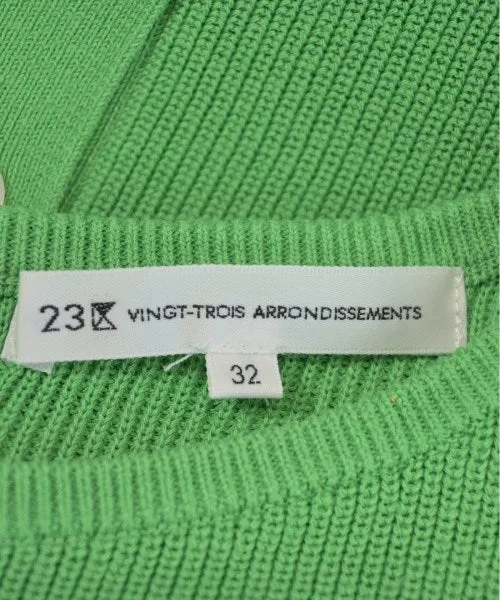 23区 VINGT-TROIS ARRONDISSEMENTS
32